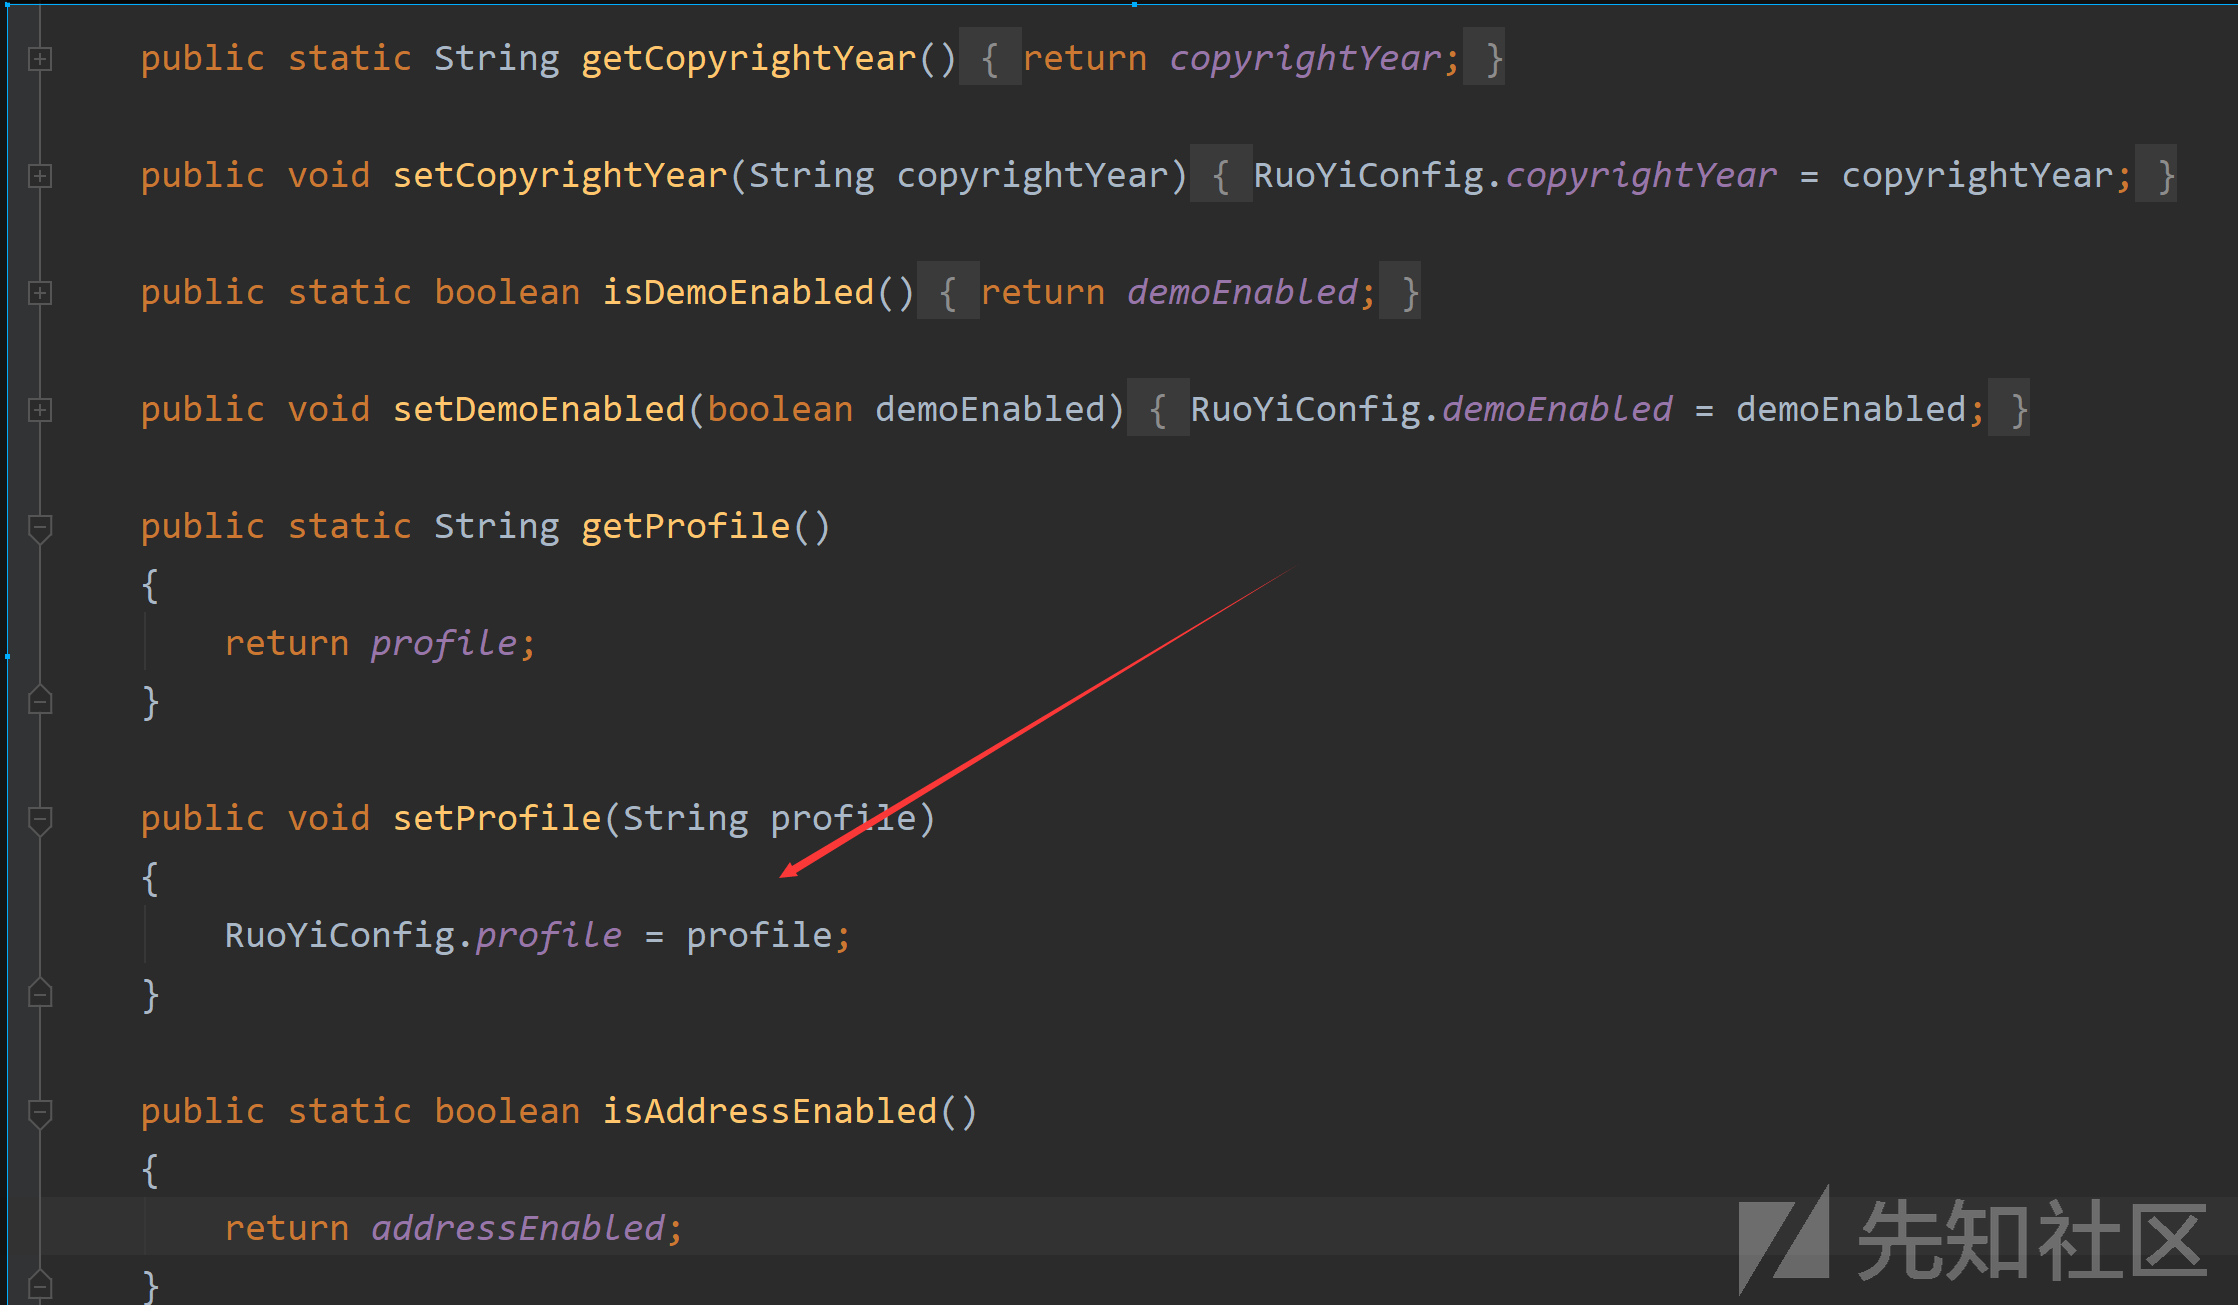 public static String getCopyrightYear() { return copyrightYear; }
public void setCopyrightYear(String copyrightYear) { RuoYiConfig.copyrightYear = copyrightYear; }
public static boolean isDemoEnabled() { return demoEnabled; }
public void setDemoEnabled(boolean demoEnabled) { RuoYiConfig.demoEnabled = demoEnabled; }
public static String getProfile()
{
return profile;
}
public void setProfile(String profile)
{
RuoYiConfig.profile = profile;
}
public static boolean isAddressEnabled()
{
return addressEnabled;
}
先知社区